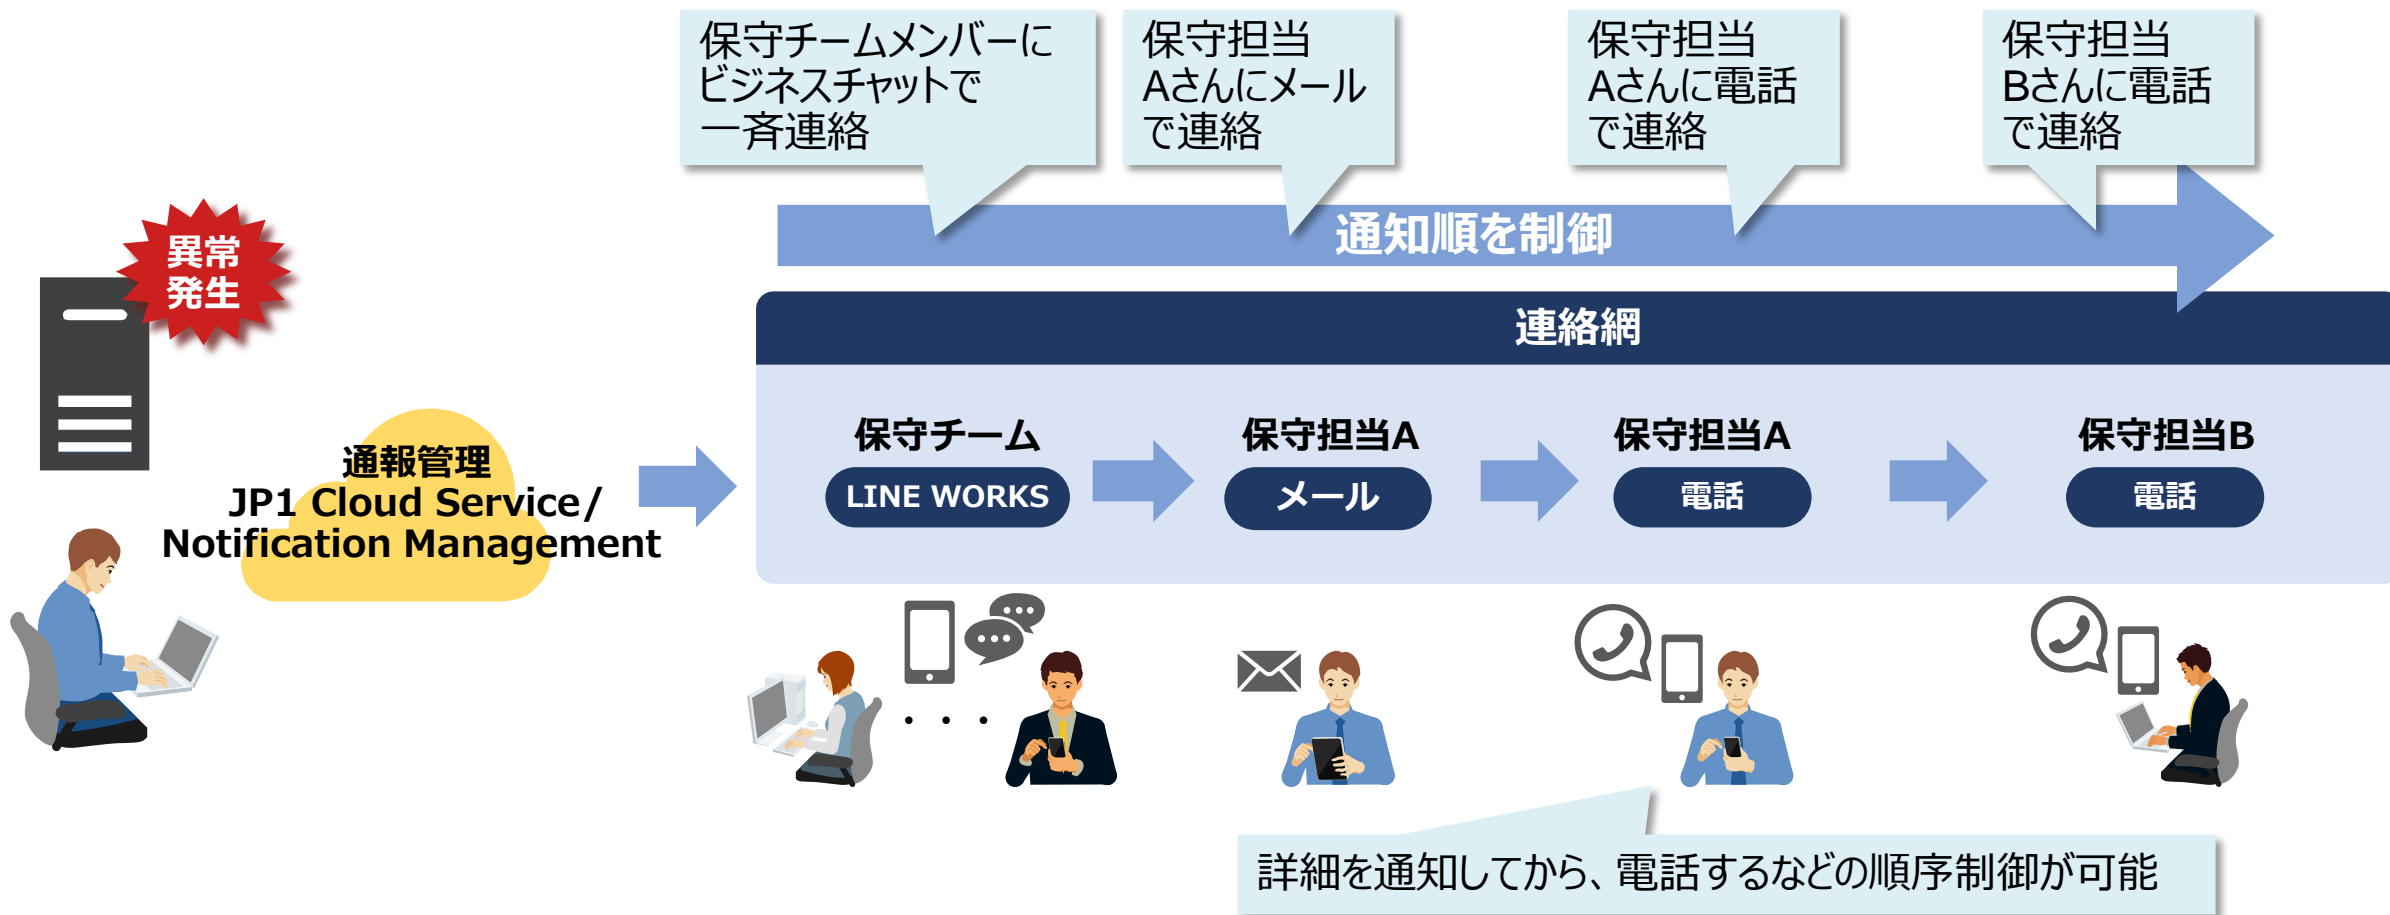 保守チームメンバーに
ビジネスチャットで
一斉連絡
保守担当
Aさんにメール
で連絡
保守担当
Aさんに電話
で連絡
保守担当
Bさんに電話
で連絡
通知順を制御
異常
発生
連絡網
通報管理
JP1 Cloud Service/
Notification Management
保守チーム
LINE WORKS
保守担当A
メール
保守担当A
電話
保守担当B
電話
詳細を通知してから、電話するなどの順序制御が可能